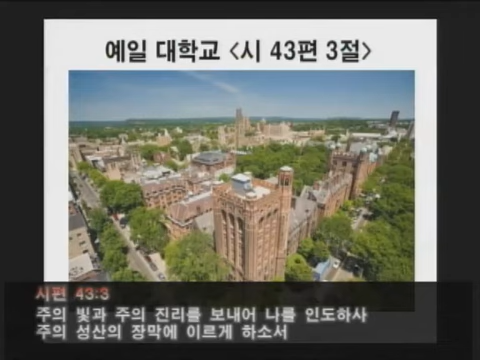 예일 대학교 <시 43편 3절>
시편 43:3
주의 빛과 주의 진리를 보내어 나를 인도하사
주의 성산의 장막에 이르게 하소서